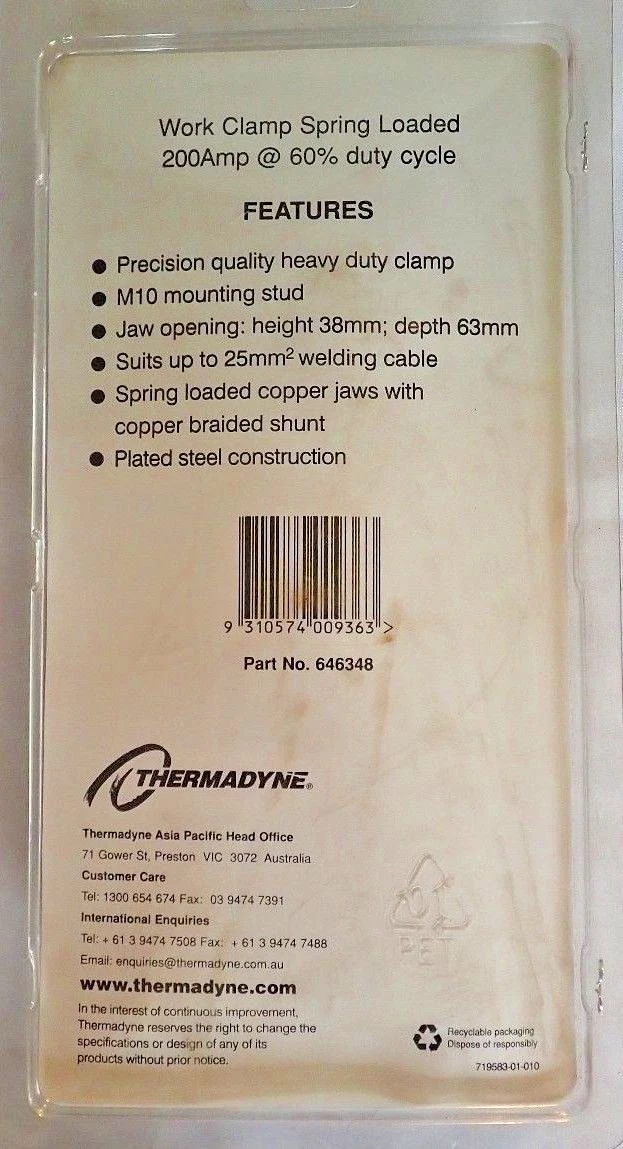 Work Clamp Spring Loaded
200Amp @ 60% duty cycle
FEATURES
● Precision quality heavy duty clamp
● M10 mounting stud
● Jaw opening: height 38mm; depth 63mm
● Suits up to 25mm² welding cable
● Spring loaded copper jaws with
copper braided shunt
● Plated steel construction
9 310574 009363 >
Part No. 646348
THERMADYNE®
Thermadyne Asia Pacific Head Office
71 Gower St, Preston VIC 3072 Australia
Customer Care
Tel: 1300 654 674 Fax: 03 9474 7391
International Enquiries
Tel: + 61 3 9474 7508 Fax: + 61 3 9474 7488
Email: enquiries@thermadyne.com.au
www.thermadyne.com
In the interest of continuous improvement,
Thermadyne reserves the right to change the
specifications or design of any of its
products without prior notice.
01
PET
Recyclable packaging
Dispose of responsibly
719583-01-010